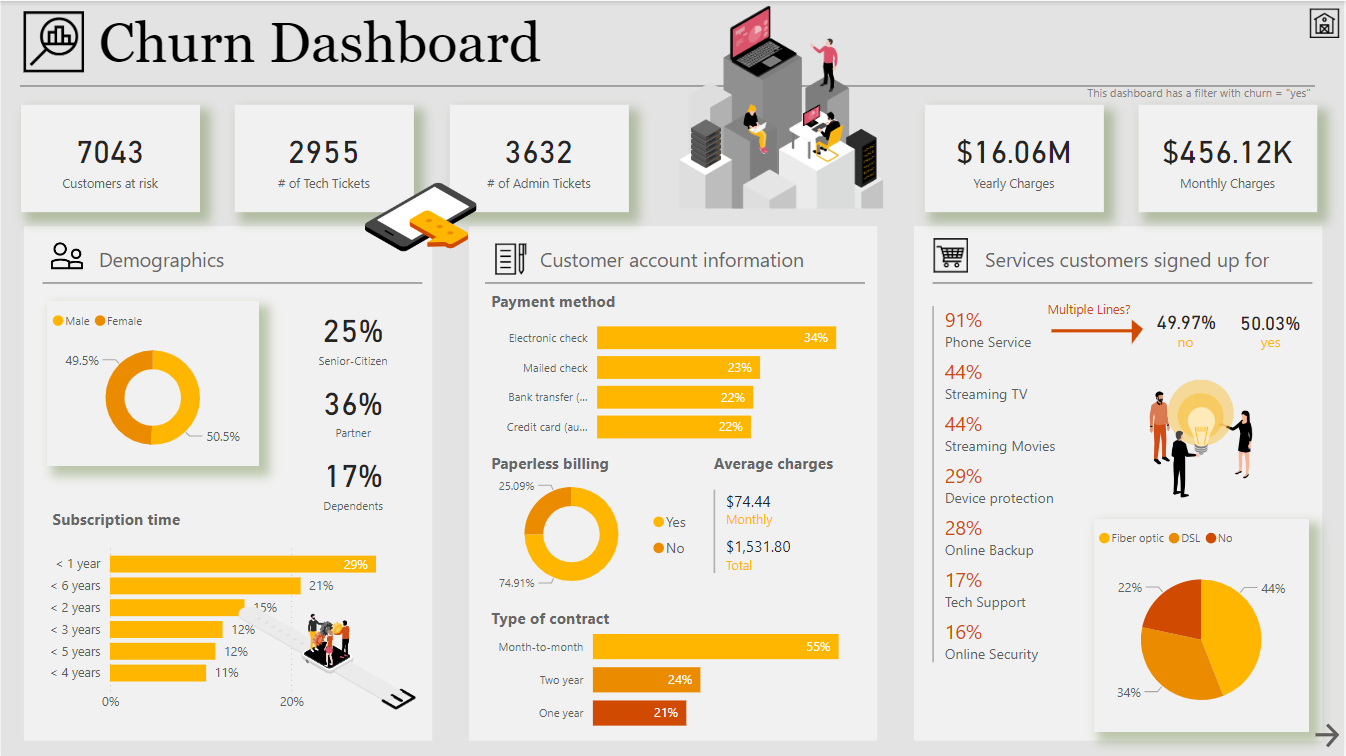 Churn Dashboard
This dashboard has a filter with churn = "yes"
7043
Customers at risk
2955
# of Tech Tickets
3632
# of Admin Tickets
$16.06M
Yearly Charges
$456.12K
Monthly Charges
Demographics
Male Female
49.5%
50.5%
25%
Senior-Citizen
36%
Partner
17%
Dependents
Subscription time
< 1 year 29%
< 6 years 21%
< 2 years 15%
< 3 years 12%
< 5 years 12%
< 4 years 11%
0% 20%
Customer account information
Payment method
Electronic check 34%
Mailed check 23%
Bank transfer (... 22%
Credit card (au... 22%
Paperless billing
25.09%
74.91%
Yes
No
Average charges
$74.44
Monthly
$1,531.80
Total
Type of contract
Month-to-month 55%
Two year 24%
One year 21%
Services customers signed up for
91%
Phone Service
Multiple Lines?
49.97% 50.03%
no yes
44%
Streaming TV
44%
Streaming Movies
29%
Device protection
28%
Online Backup
17%
Tech Support
16%
Online Security
Fiber optic DSL No
22% 44%
34%